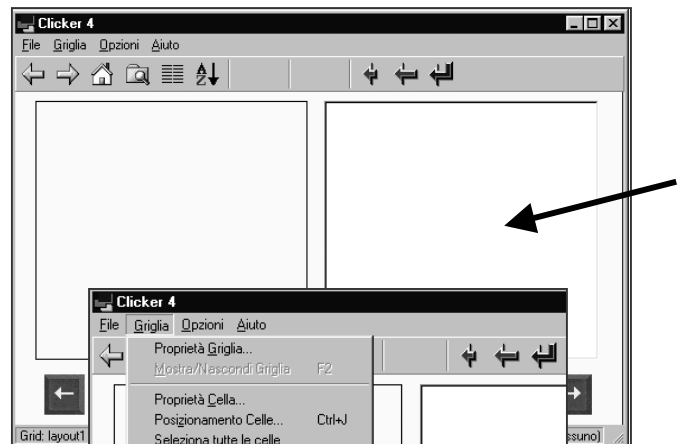 Clicker 4
File Griglia Opzioni Aiuto
Clicker 4
File Griglia Opzioni Aiuto
Proprietà Griglia...
Mostra/Nascondi Griglia F2
Proprietà Cella...
Posizionamento Celle... Ctrl+J
Seleziona tutte le celle
Grid: layout1
ssuno)